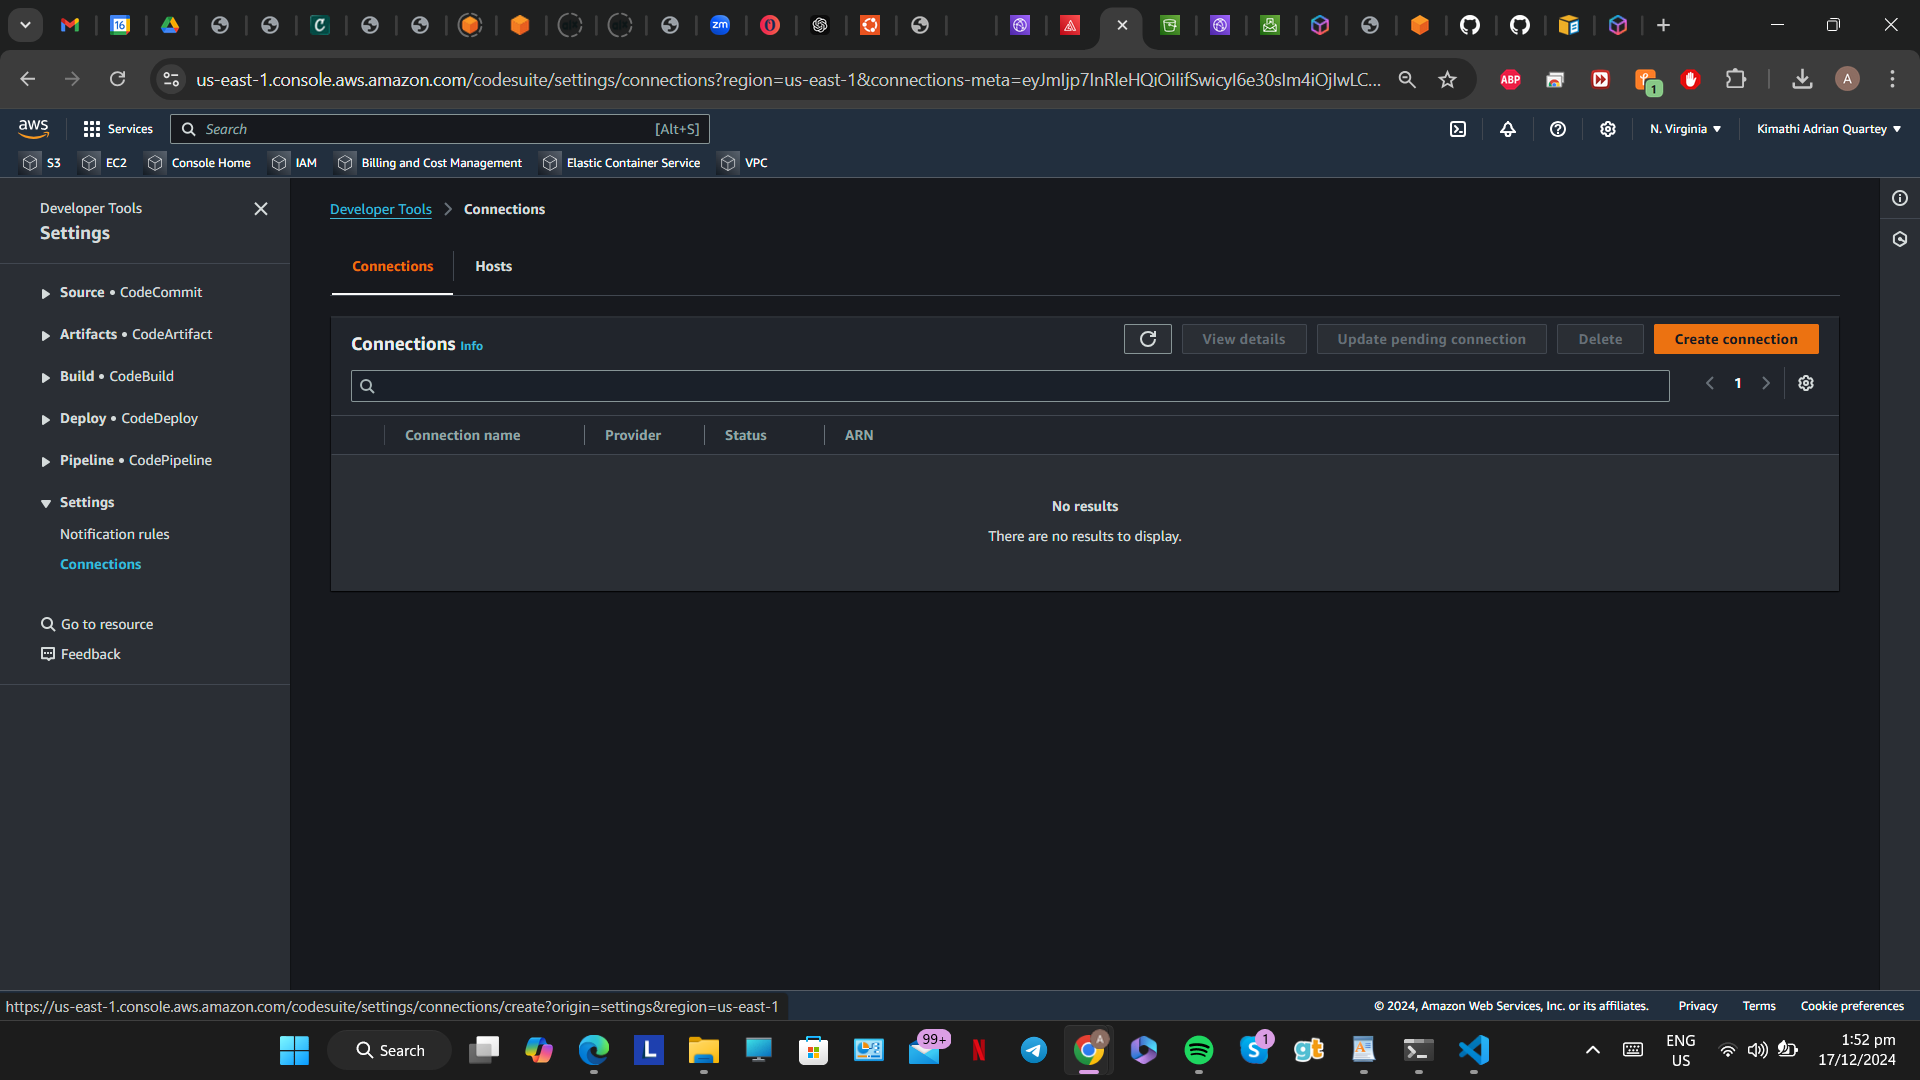 us-east-1.console.aws.amazon.com/codesuite/settings/connections?region=us-east-1&connections-meta=eyJmIjp7InRleHQiOiIifSwicyI6e30sIm4iOjIwLC...
aws
Services
Search
[Alt+S]
N. Virginia
Kimathi Adrian Quartey
S3
EC2
Console Home
IAM
Billing and Cost Management
Elastic Container Service
VPC
Developer Tools
Settings
Source • CodeCommit
Artifacts • CodeArtifact
Build • CodeBuild
Deploy • CodeDeploy
Pipeline • CodePipeline
Settings
Notification rules
Connections
Go to resource
Feedback
Developer Tools
Connections
Connections
Hosts
Connections Info
View details
Update pending connection
Delete
Create connection
1
Connection name
Provider
Status
ARN
No results
There are no results to display.
https://us-east-1.console.aws.amazon.com/codesuite/settings/connections/create?origin=settings&region=us-east-1
© 2024, Amazon Web Services, Inc. or its affiliates.
Privacy
Terms
Cookie preferences
Search
99+
1
ENG
US
1:52 pm
17/12/2024